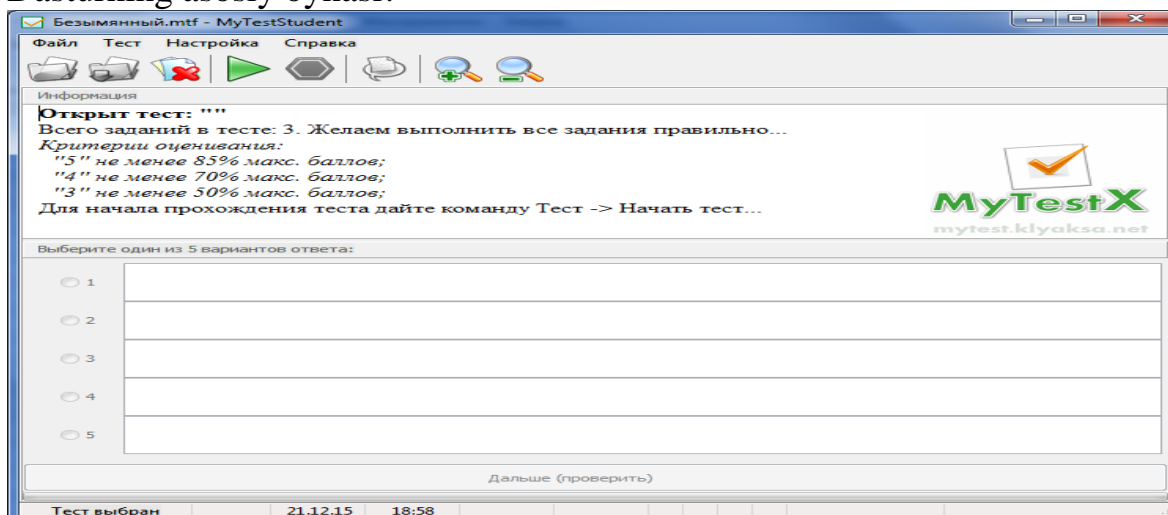 Dasturning asosiy oynasi:
Безымянный.mtf - MyTestStudent
Файл Тест Настройка Справка
Информация
Открыт тест: ""
Всего заданий в тесте: 3. Желаем выполнить все задания правильно...
Критерии оценивания:
"5" не менее 85% макс. баллов;
"4" не менее 70% макс. баллов;
"3" не менее 50% макс. баллов;
Для начала прохождения теста дайте команду Тест -> Начать тест...
MyTestX
mytest.klyaksa.net
Выберите один из 5 вариантов ответа:
1
2
3
4
5
Дальше (проверить)
Тест выбран 21.12.15 18:58